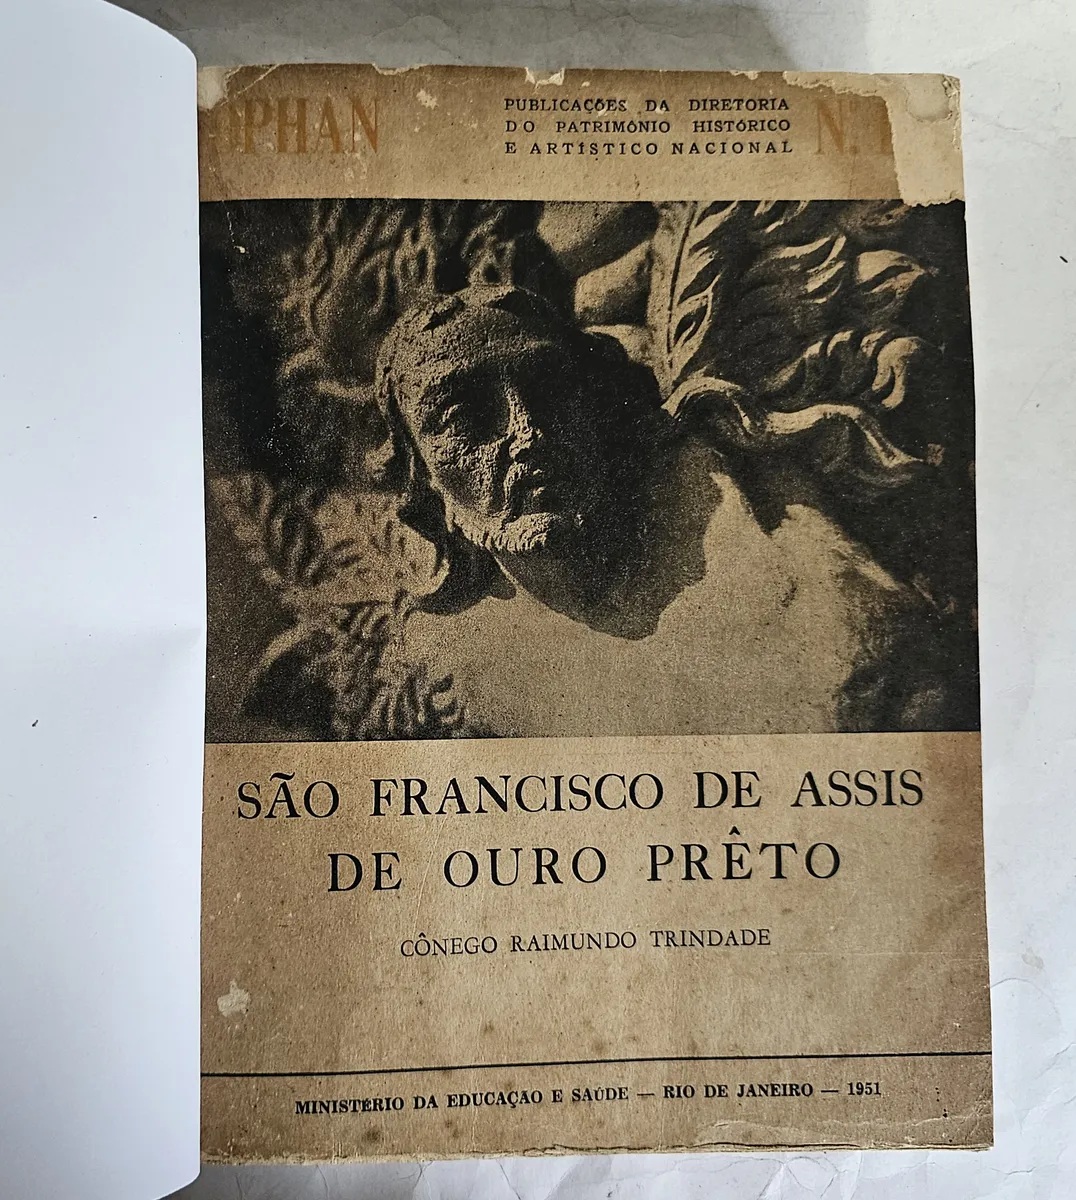 PHAN
PUBLICAÇÕES DA DIRETORIA
DO PATRIMÔNIO HISTÓRICO
E ARTÍSTICO NACIONAL
N.º
SÃO FRANCISCO DE ASSIS
DE OURO PRÊTO
CÔNEGO RAIMUNDO TRINDADE
MINISTÉRIO DA EDUCAÇÃO E SAÚDE — RIO DE JANEIRO — 1951